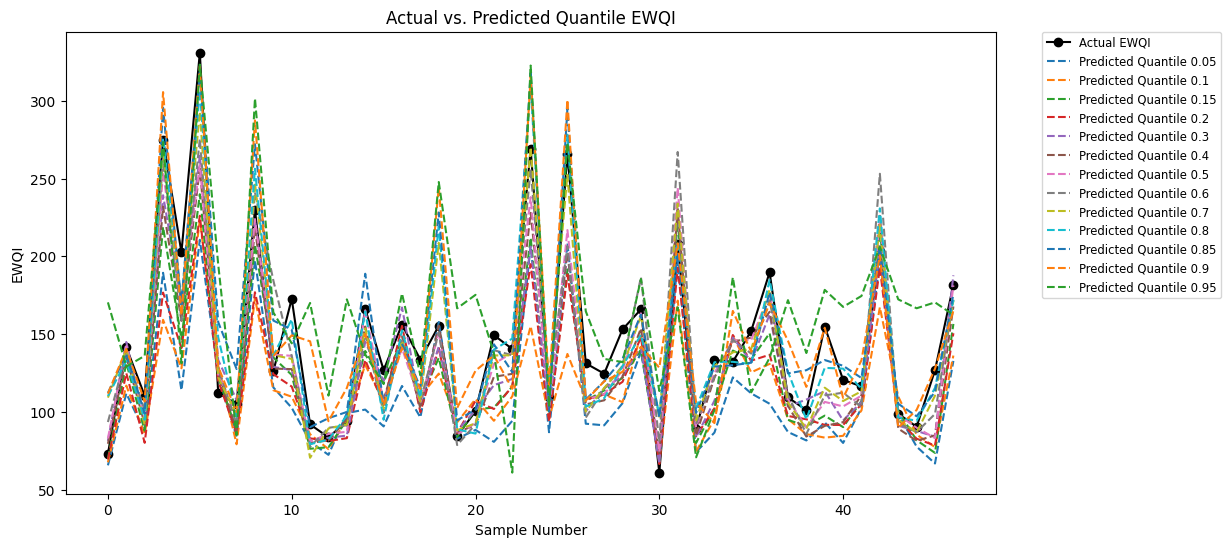 Actual vs. Predicted Quantile EWQI
EWQI
300
250
200
150
100
50
0
10
20
30
40
Sample Number
Actual EWQI
Predicted Quantile 0.05
Predicted Quantile 0.1
Predicted Quantile 0.15
Predicted Quantile 0.2
Predicted Quantile 0.3
Predicted Quantile 0.4
Predicted Quantile 0.5
Predicted Quantile 0.6
Predicted Quantile 0.7
Predicted Quantile 0.8
Predicted Quantile 0.85
Predicted Quantile 0.9
Predicted Quantile 0.95